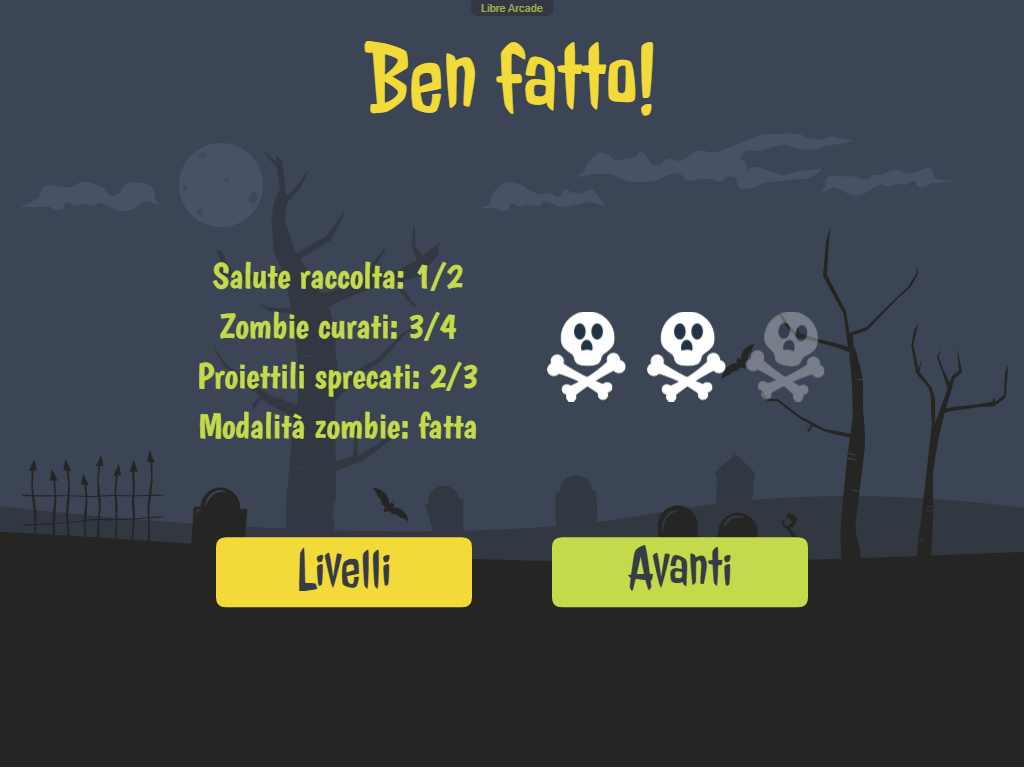 Libre Arcade
Ben fatto!
Salute raccolta: 1/2
Zombie curati: 3/4
Proiettili sprecati: 2/3
Modalità zombie: fatta
Livelli
Avanti